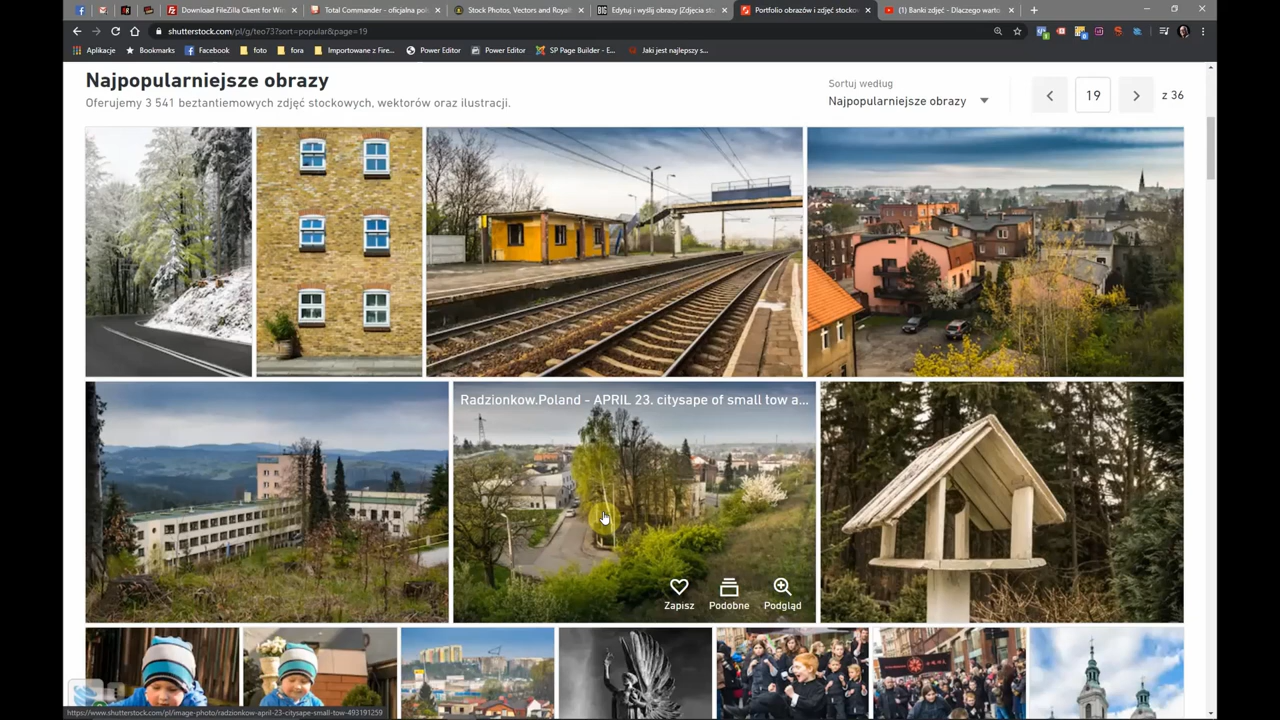 Download FileZilla Client for Win
Total Commander - oficjalna pol
Stock Photos, Vectors and Royal
BIG
Edytuj i wyślij obrazy [Zdjęcia sto
Portfolio obrazów i zdjęć stocko
(1) Banki zdjęć - Dlaczego warto
shutterstock.com/pl/g/teo73?sort=popular&page=19
Aplikacje
Bookmarks
Facebook
foto
fora
Importowane z Fire...
Power Editor
Power Editor
SP Page Builder - E...
Jaki jest najlepszy s...
Najpopularniejsze obrazy
Oferujemy 3 541 beztantiemowych zdjęć stockowych, wektorów oraz ilustracji.
Sortuj według
Najpopularniejsze obrazy
19
z 36
Radzionkow.Poland - APRIL 23. citysape of small tow a...
Zapisz
Podobne
Podgląd
https://www.shutterstock.com/pl/image-photo/radzionkow-april-23-citysape-small-tow-493191259